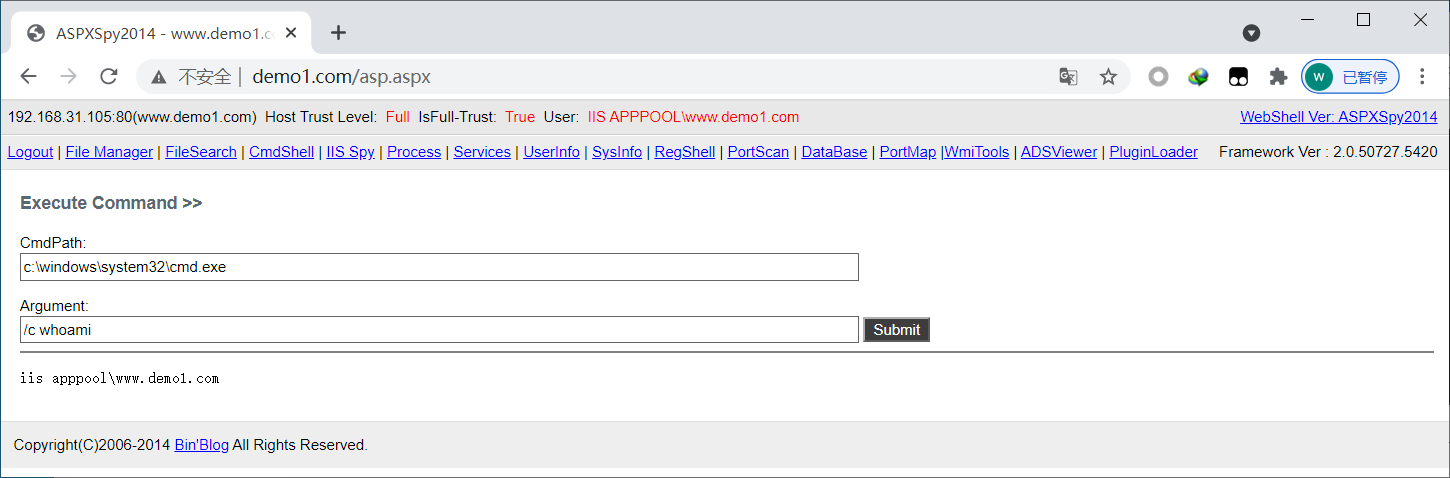 ASPXSpy2014 - www.demo1.c
不安全 | demo1.com/asp.aspx
W 已暂停
192.168.31.105:80(www.demo1.com) Host Trust Level: Full IsFull-Trust: True User: IIS APPPOOL\www.demo1.com WebShell Ver: ASPXSpy2014
Logout | File Manager | FileSearch | CmdShell | IIS Spy | Process | Services | UserInfo | SysInfo | RegShell | PortScan | DataBase | PortMap |WmiTools | ADSViewer | PluginLoader Framework Ver : 2.0.50727.5420
Execute Command >>
CmdPath:
c:\windows\system32\cmd.exe
Argument:
/c whoami Submit
iis apppool\www.demo1.com
Copyright(C)2006-2014 Bin'Blog All Rights Reserved.